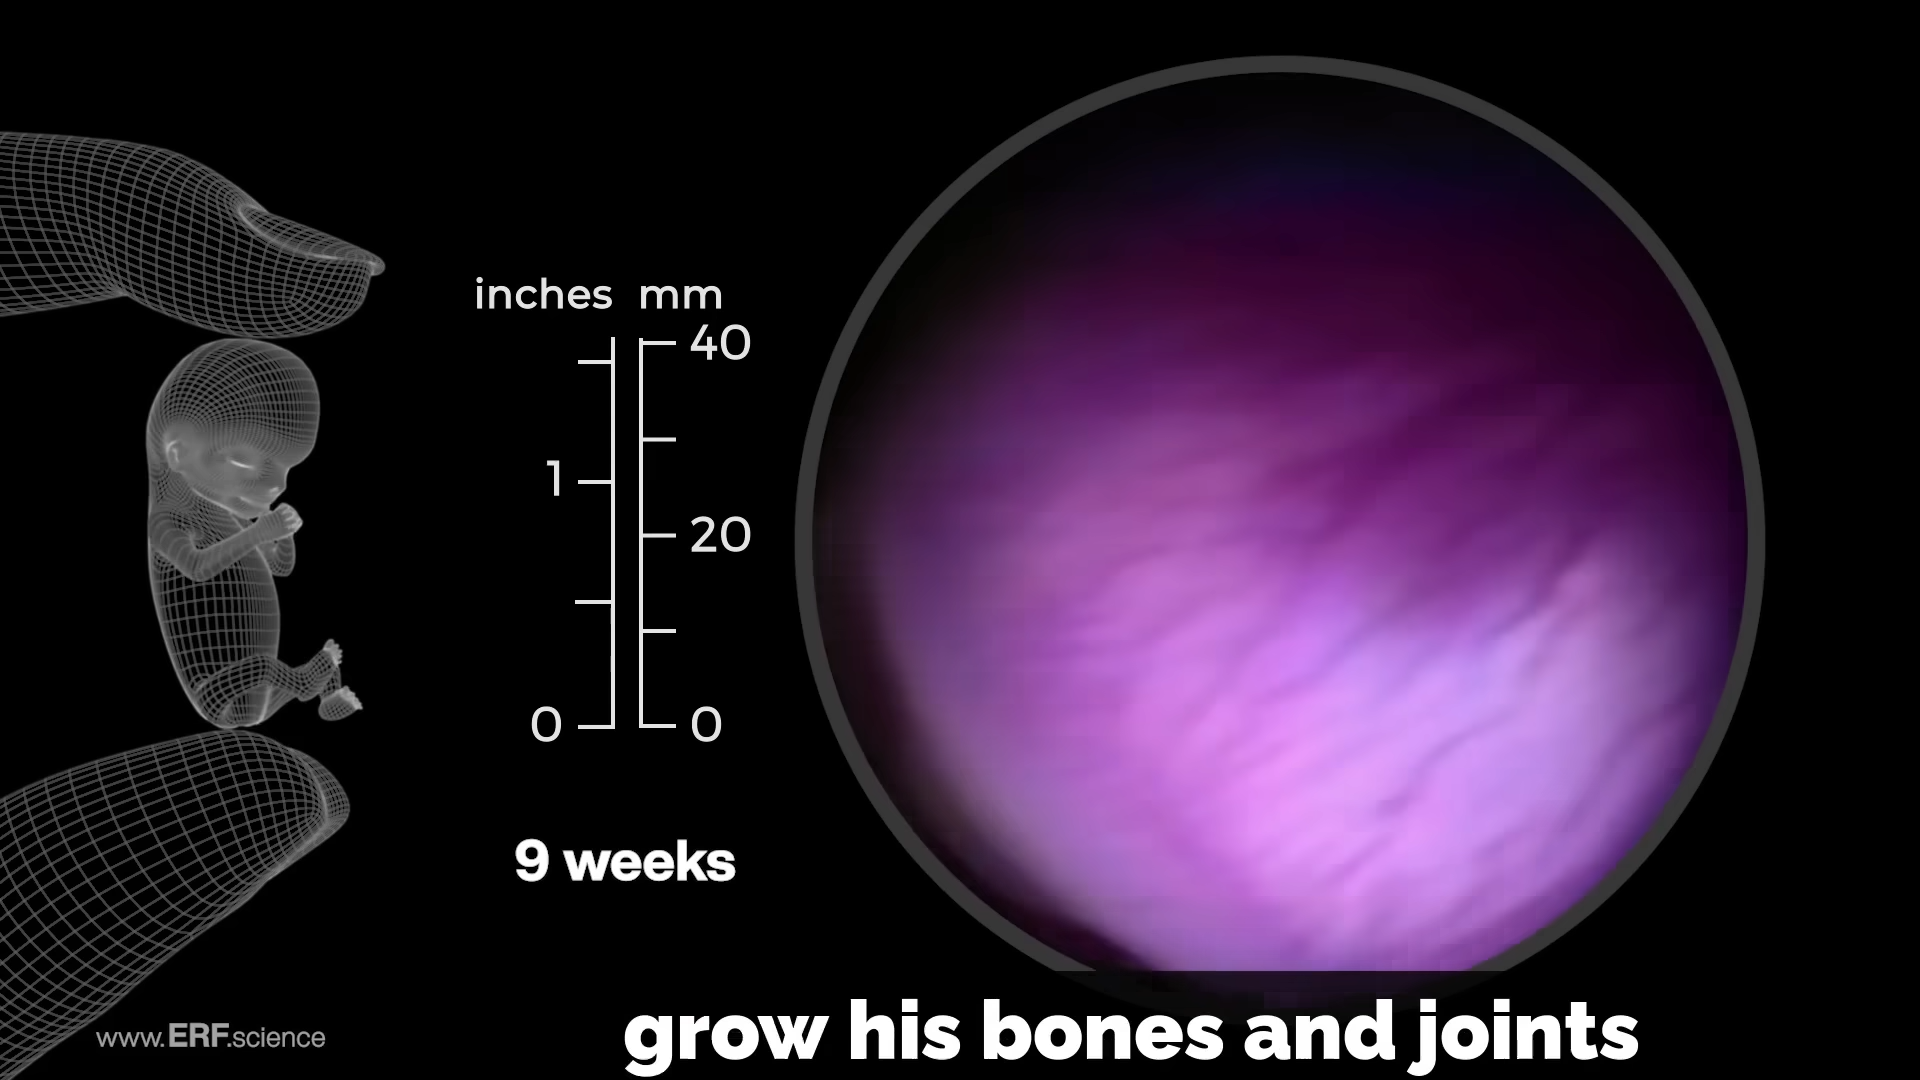 inches mm
40
1
20
0 0
9 weeks
www.ERF.science
grow his bones and joints